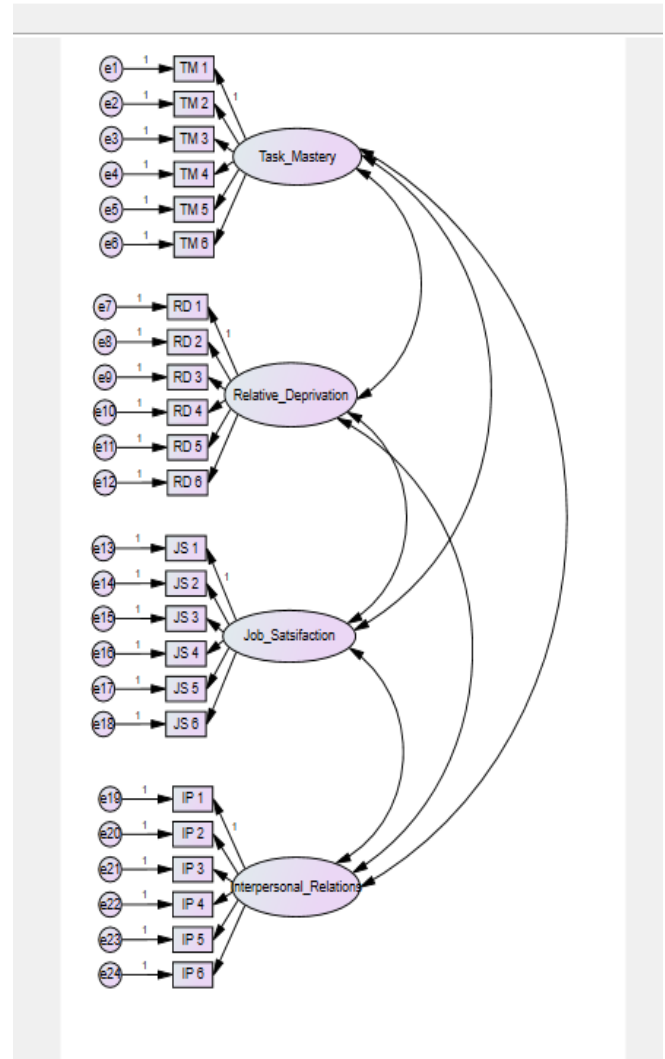 e1 1 TM 1 1
e2 1 TM 2
e3 1 TM 3
Task_Mastery
e4 1 TM 4
e5 1 TM 5
e6 1 TM 6
e7 1 RD 1
e8 1 RD 2 1
e9 1 RD 3
Relative_Deprivation
e10 1 RD 4
e11 1 RD 5
e12 1 RD 6
e13 1 JS 1
e14 1 JS 2 1
e15 1 JS 3
Job_Satsifaction
e16 1 JS 4
e17 1 JS 5
e18 1 JS 6
e19 1 IP 1
e20 1 IP 2 1
e21 1 IP 3
Interpersonal_Relations
e22 1 IP 4
e23 1 IP 5
e24 1 IP 6